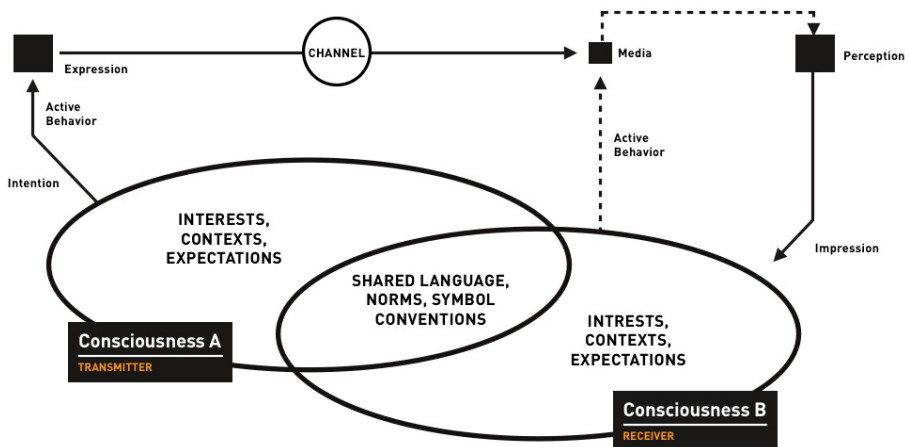 CHANNEL
Expression
Media
Perception
Active
Behavior
Active
Behavior
Intention
INTERESTS,
CONTEXTS,
EXPECTATIONS
Impression
SHARED LANGUAGE,
NORMS, SYMBOL
CONVENTIONS
INTRESTS,
CONTEXTS,
EXPECTATIONS
Consciousness A
TRANSMITTER
Consciousness B
RECEIVER